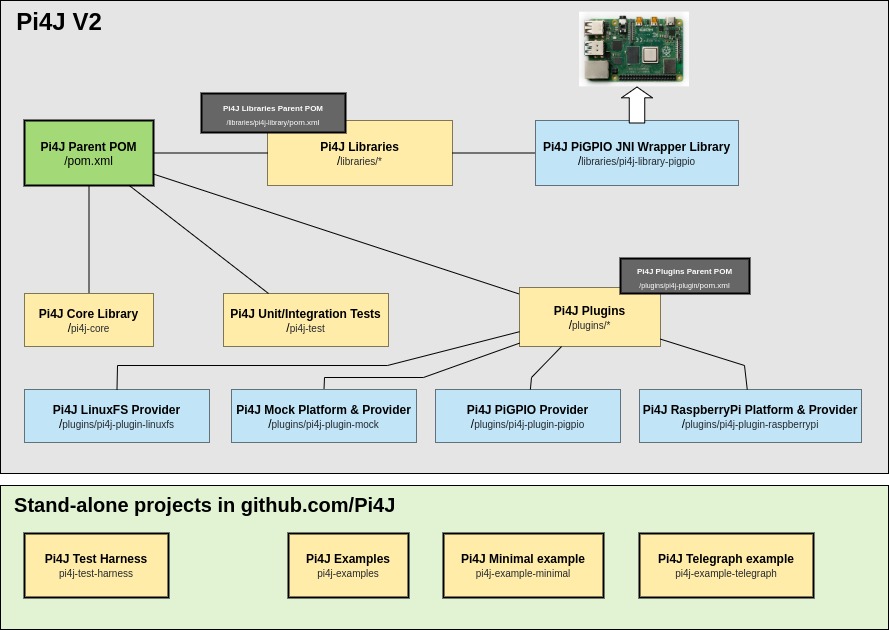 Pi4J V2
Pi4J Libraries Parent POM
/libraries/pi4j-library/pom.xml
Pi4J Parent POM
/pom.xml
Pi4J Libraries
/libraries/*
Pi4J PiGPIO JNI Wrapper Library
/libraries/pi4j-library-pigpio
Pi4J Plugins Parent POM
/plugins/pi4j-plugin/pom.xml
Pi4J Core Library
/pi4j-core
Pi4J Unit/Integration Tests
/pi4j-test
Pi4J Plugins
/plugins/*
Pi4J LinuxFS Provider
/plugins/pi4j-plugin-linuxfs
Pi4J Mock Platform & Provider
/plugins/pi4j-plugin-mock
Pi4J PiGPIO Provider
/plugins/pi4j-plugin-pigpio
Pi4J RaspberryPi Platform & Provider
/plugins/pi4j-plugin-raspberrypi
Stand-alone projects in github.com/Pi4J
Pi4J Test Harness
pi4j-test-harness
Pi4J Examples
pi4j-examples
Pi4J Minimal example
pi4j-example-minimal
Pi4J Telegraph example
pi4j-example-telegraph